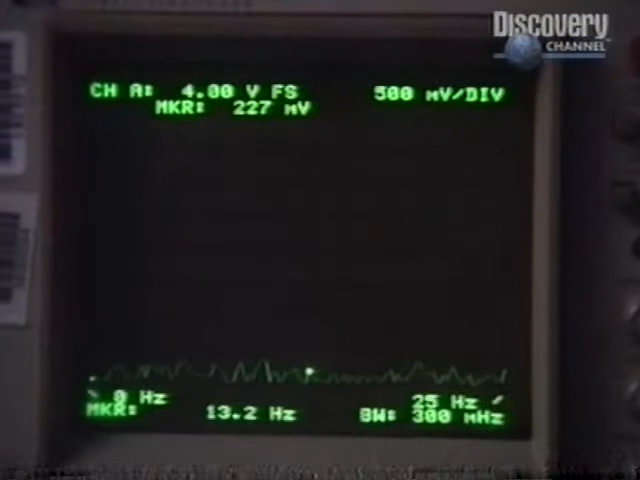 Discovery
CHANNEL
CH A: 4.00 V FS 500 mV/DIV
MKR: 227 mV
0 Hz 25 Hz
MKR: 13.2 Hz BW: 300 mHz